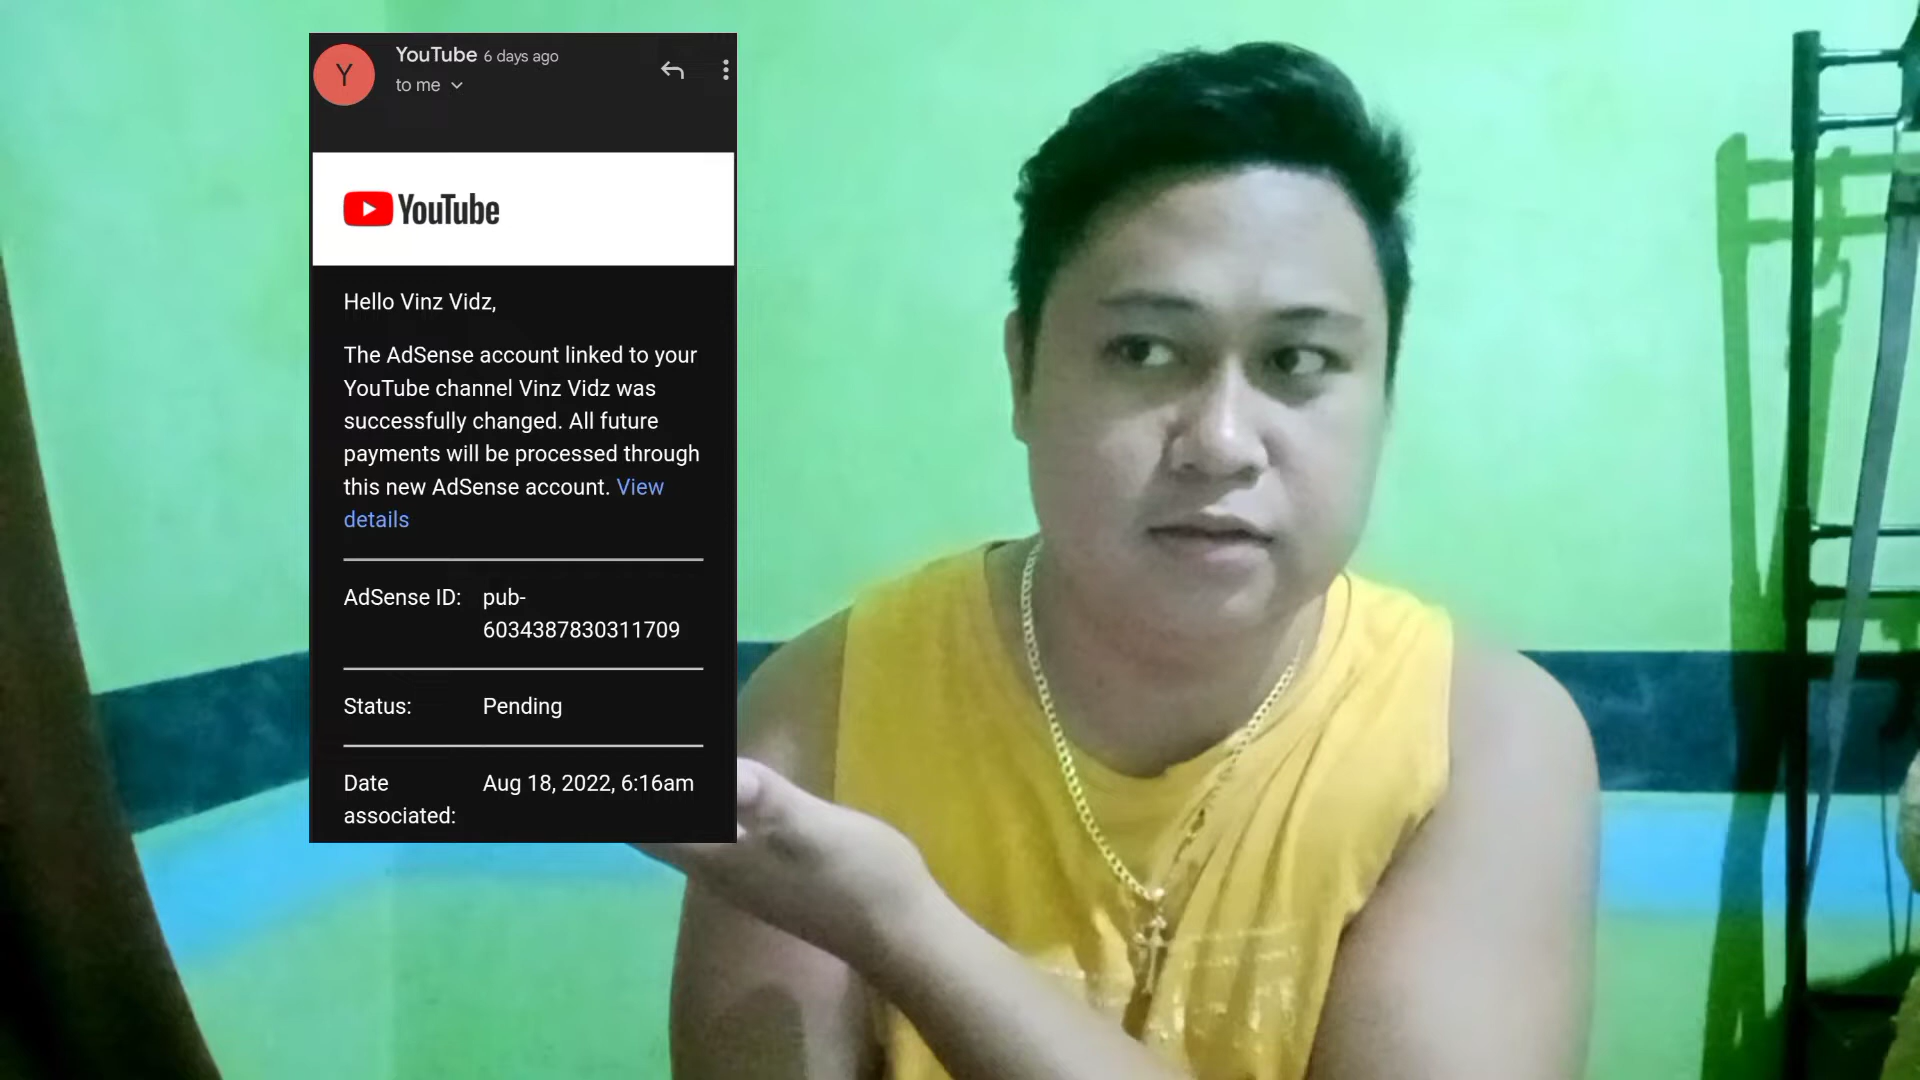 YouTube 6 days ago
Y
to me
YouTube
Hello Vinz Vidz,
The AdSense account linked to your
YouTube channel Vinz Vidz was
successfully changed. All future
payments will be processed through
this new AdSense account. View
details
AdSense ID: pub-
6034387830311709
Status: Pending
Date Aug 18, 2022, 6:16am
associated: